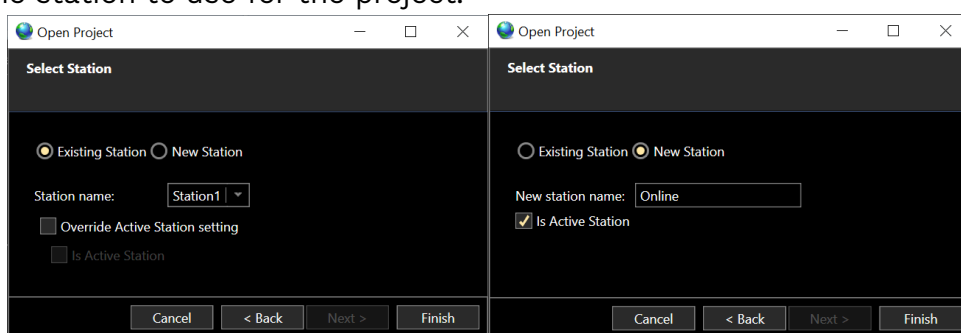 station to use for the project.
Open Project
Select Station
Existing Station New Station
Station name: Station1
Override Active Station setting
Is Active Station
Cancel < Back Next > Finish
Open Project
Select Station
Existing Station New Station
New station name: Online
Is Active Station
Cancel < Back Next > Finish